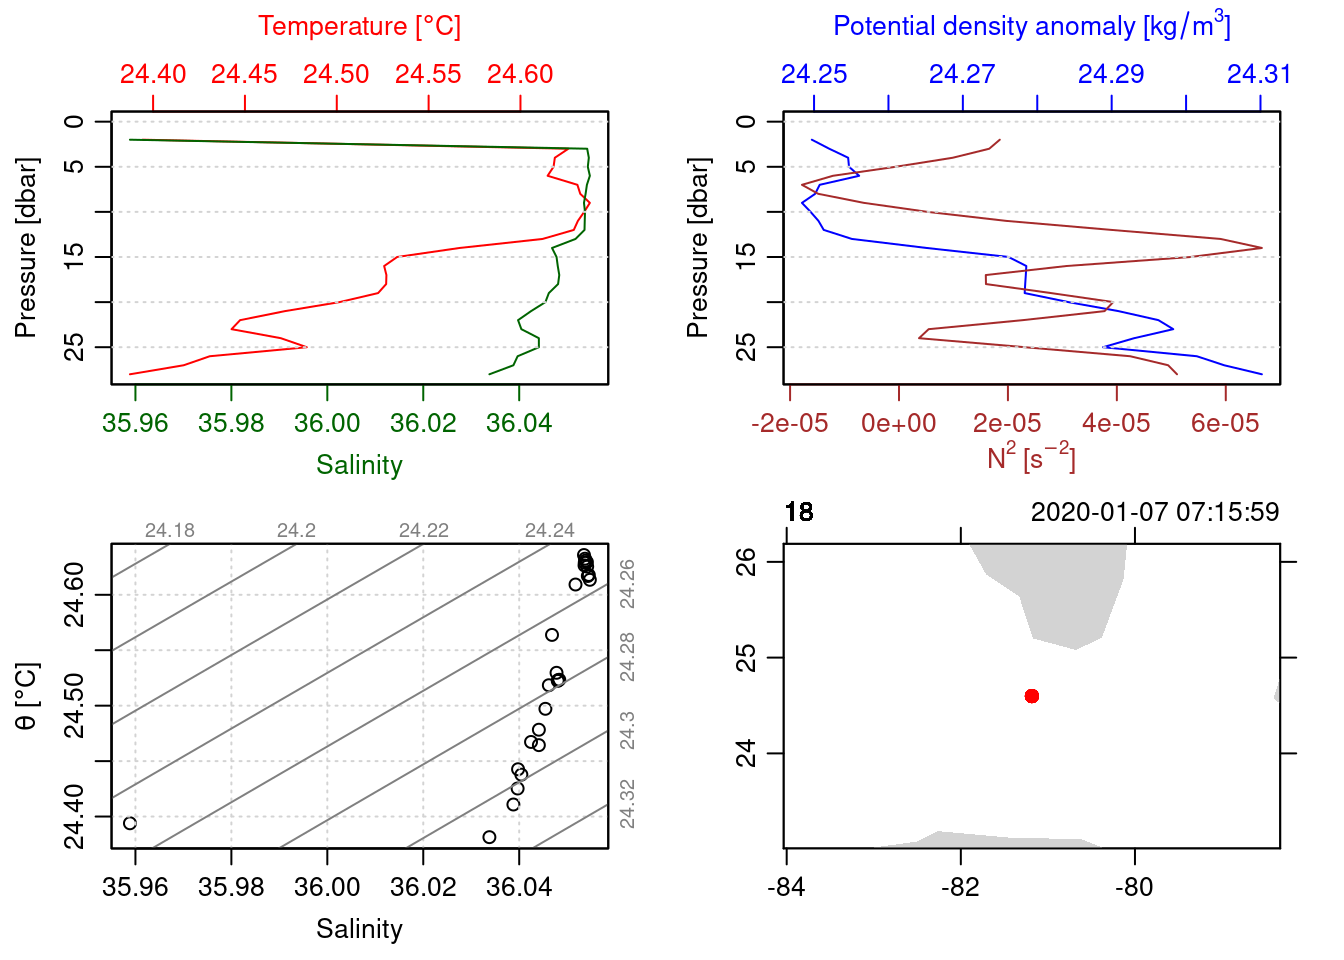 Temperature [°C]
24.40 24.45 24.50 24.55 24.60
0
5
15
25
Pressure [dbar]
35.96 35.98 36.00 36.02 36.04
Salinity
Potential density anomaly [kg/m³]
24.25 24.27 24.29 24.31
0
5
15
25
Pressure [dbar]
-2e-05 0e+00 2e-05 4e-05 6e-05
N² [s⁻²]
24.18 24.2 24.22 24.24
24.26
24.28
24.3
24.32
24.60
24.50
24.40
θ [°C]
35.96 35.98 36.00 36.02 36.04
Salinity
18 2020-01-07 07:15:59
26
25
24
-84 -82 -80